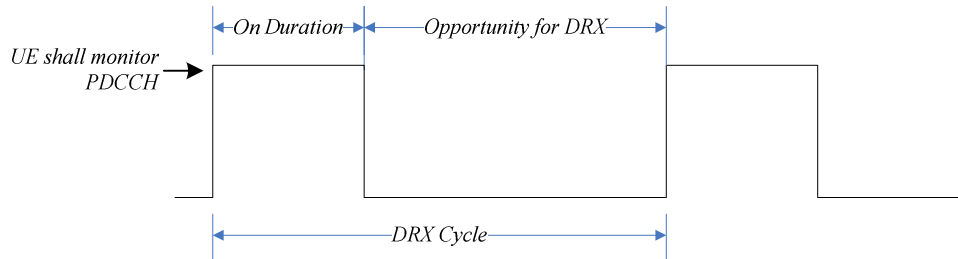 On Duration
Opportunity for DRX
UE shall monitor
PDCCH
DRX Cycle